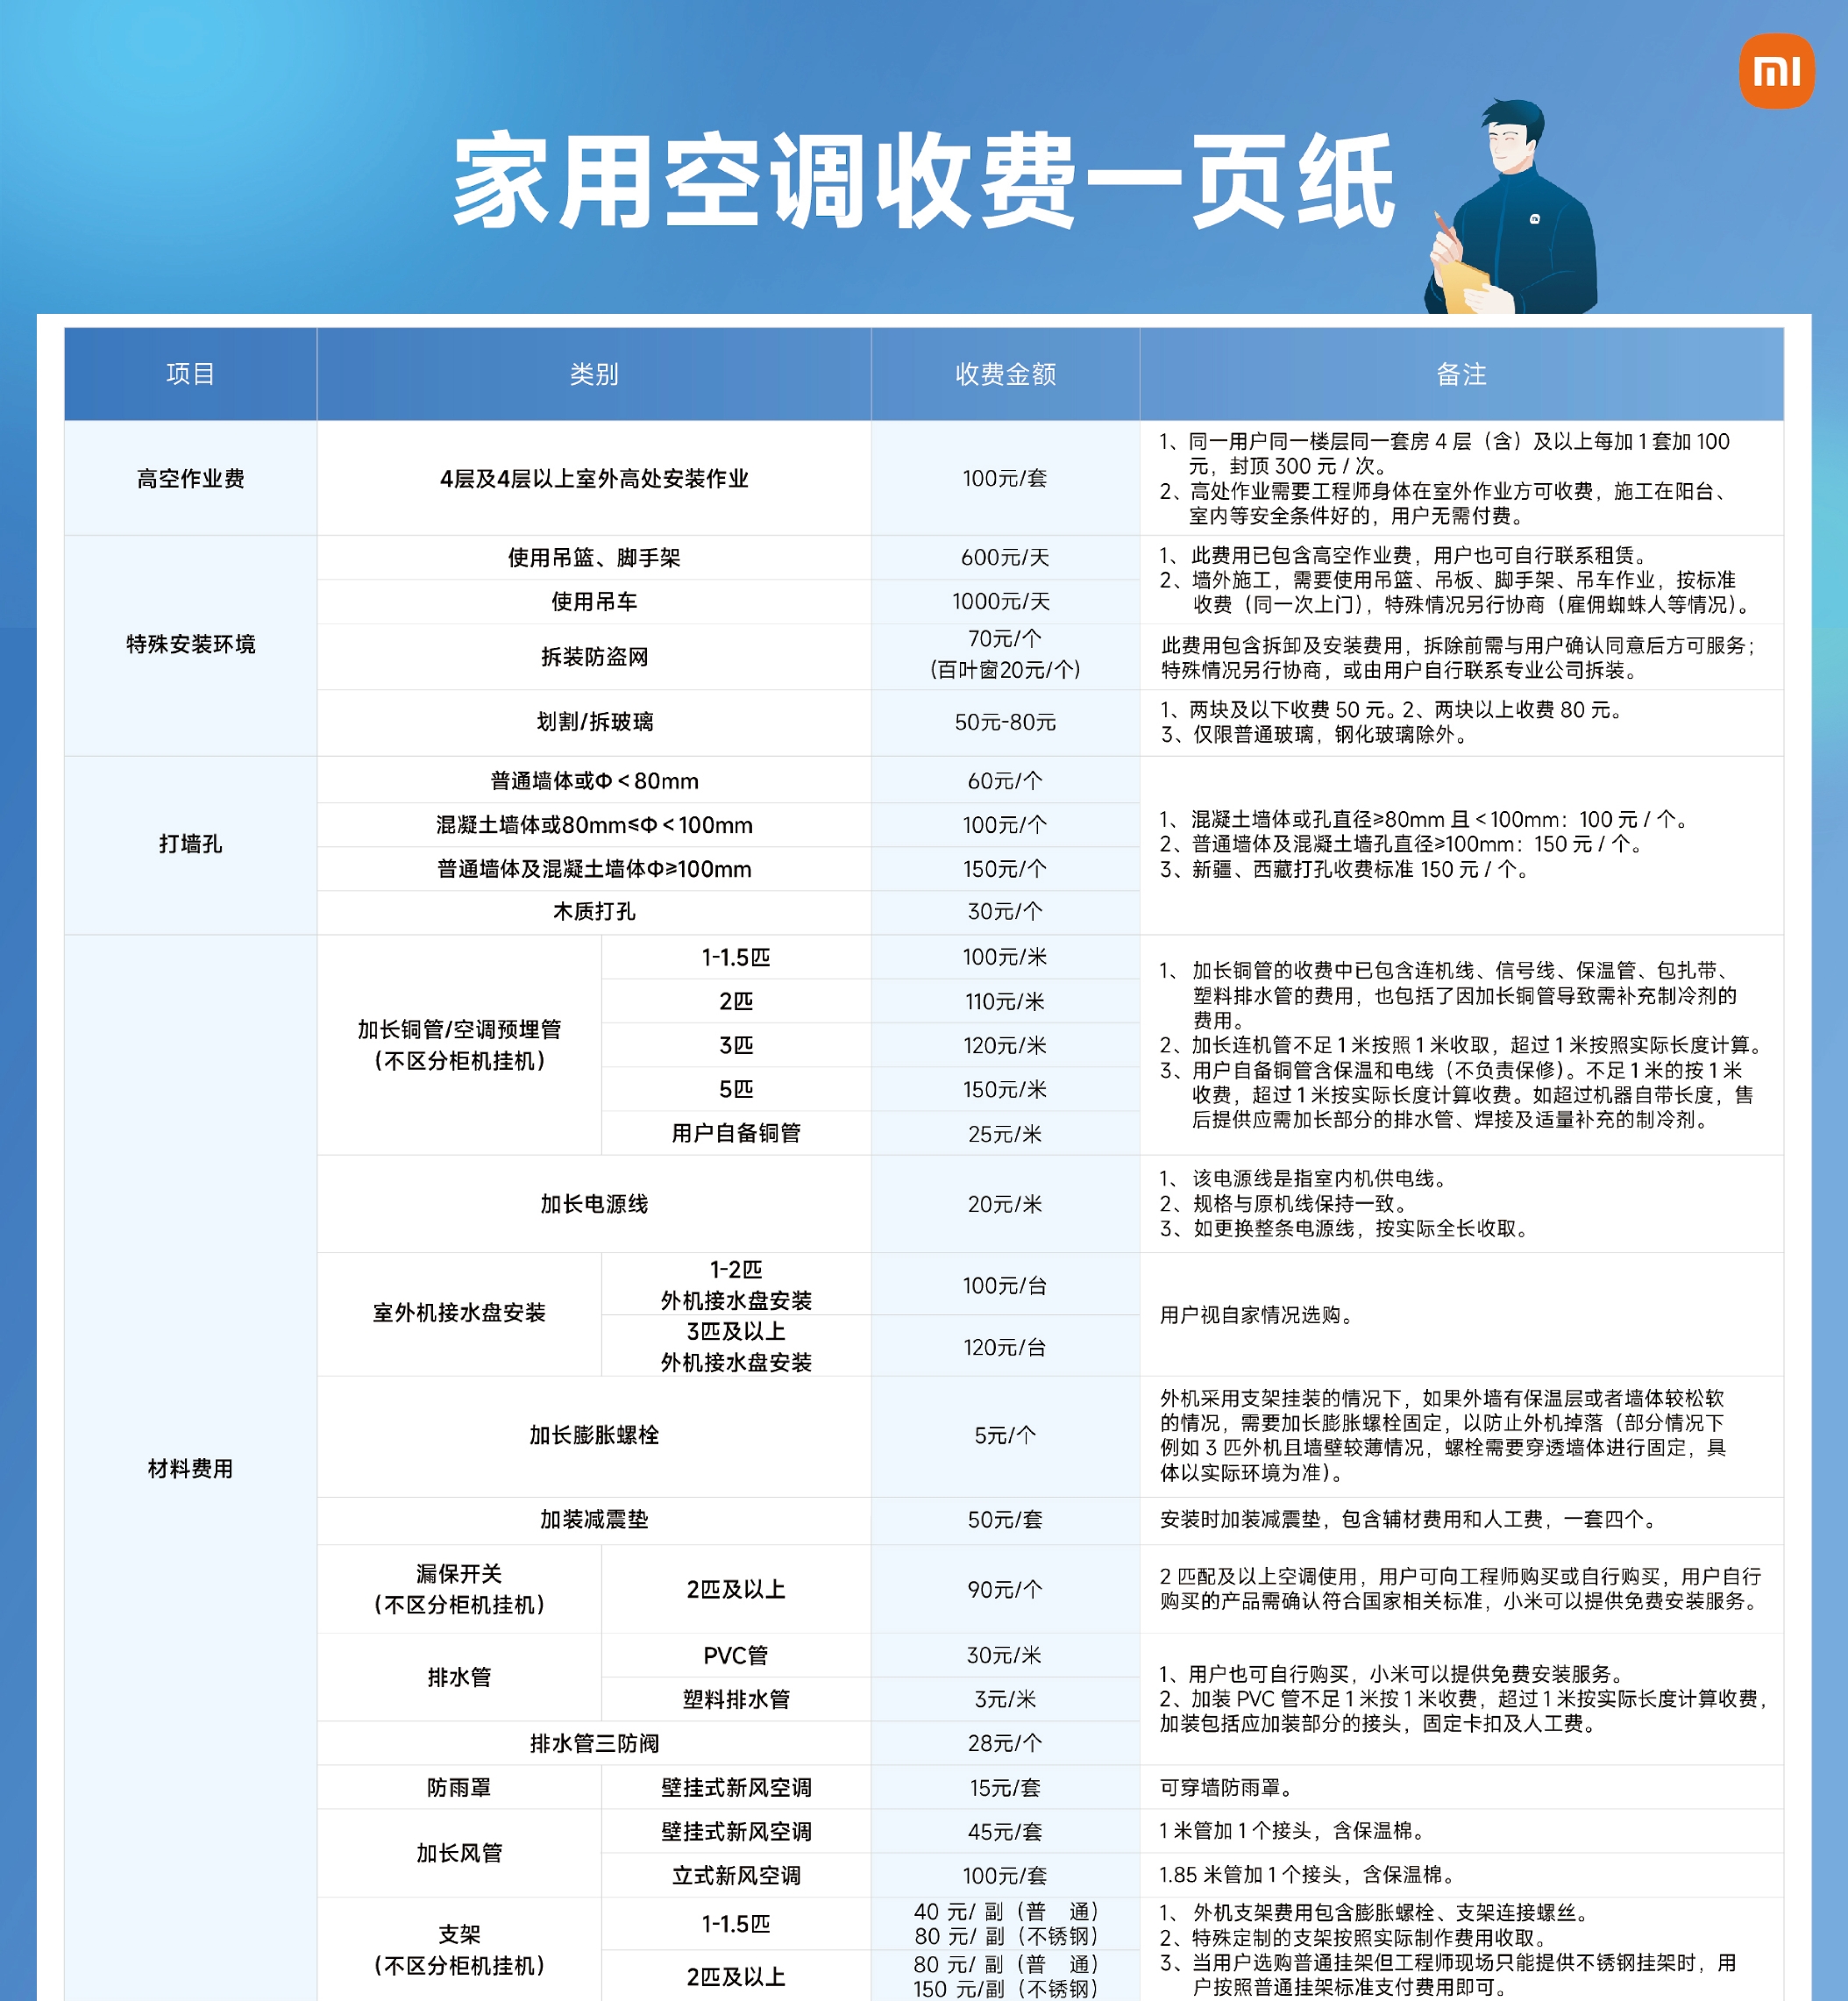 家用空调收费一页纸
项目 类别 收费金额 备注
高空作业费 4层及4层以上室外高处安装作业 100元/套
1、同一用户同一楼层同一套房 4 层（含）及以上每加 1 套加 100
元，封顶 300 元 / 次。
2、高处作业需要工程师身体在室外作业方可收费，施工在阳台、
室内等安全条件好的，用户无需付费。
特殊安装环境
使用吊篮、脚手架 600元/天
使用吊车 1000元/天
1、此费用已包含高空作业费，用户也可自行联系租赁。
2、墙外施工，需要使用吊篮、吊板、脚手架、吊车作业，按标准
收费（同一次上门），特殊情况另行协商（雇佣蜘蛛人等情况）。
拆装防盗网
70元/个
(百叶窗20元/个)
此费用包含拆卸及安装费用，拆除前需与用户确认同意后方可服务；
特殊情况另行协商，或由用户自行联系专业公司拆装。
划割/拆玻璃 50元-80元
1、两块及以下收费 50 元。2、两块以上收费 80 元。
3、仅限普通玻璃，钢化玻璃除外。
打墙孔
普通墙体或Φ＜80mm 60元/个
混凝土墙体或80mm≤Φ＜100mm 100元/个
普通墙体及混凝土墙体Φ≥100mm 150元/个
木质打孔 30元/个
1、混凝土墙体或孔直径≥80mm 且＜100mm：100 元 / 个。
2、普通墙体及混凝土墙孔直径≥100mm：150 元 / 个。
3、新疆、西藏打孔收费标准 150 元 / 个。
材料费用
加长铜管/空调预埋管
（不区分柜机挂机）
1-1.5匹 100元/米
2匹 110元/米
3匹 120元/米
5匹 150元/米
用户自备铜管 25元/米
1、加长铜管的收费中已包含连机线、信号线、保温管、包扎带、
塑料排水管的费用，也包括了因加长铜管导致需补充制冷剂的
费用。
2、加长连机管不足 1 米按照 1 米收取，超过 1 米按照实际长度计算。
3、用户自备铜管含保温和电线（不负责保修）。不足 1 米的按 1 米
收费，超过 1 米按实际长度计算收费。如超过机器自带长度，售
后提供应需加长部分的排水管、焊接及适量补充的制冷剂。
加长电源线 20元/米
1、该电源线是指室内机供电线。
2、规格与原机线保持一致。
3、如更换整条电源线，按实际全长收取。
室外机接水盘安装
1-2匹
外机接水盘安装
100元/台
3匹及以上
外机接水盘安装
120元/台
用户视自家情况选购。
加长膨胀螺栓 5元/个
外机采用支架挂装的情况下，如果外墙有保温层或者墙体较松软
的情况，需要加长膨胀螺栓固定，以防止外机掉落（部分情况下
例如 3 匹外机且墙壁较薄情况，螺栓需要穿透墙体进行固定，具
体以实际环境为准）。
加装减震垫 50元/套 安装时加装减震垫，包含辅材费用和人工费，一套四个。
漏保开关
（不区分柜机挂机）
2匹及以上 90元/个
2 匹配及以上空调使用，用户可向工程师购买或自行购买，用户自行
购买的产品需确认符合国家相关标准，小米可以提供免费安装服务。
排水管
PVC管 30元/米
塑料排水管 3元/米
排水管三防阀 28元/个
1、用户也可自行购买，小米可以提供免费安装服务。
2、加装 PVC 管不足 1 米按 1 米收费，超过 1 米按实际长度计算收费，
加装包括应加装部分的接头，固定卡扣及人工费。
防雨罩 壁挂式新风空调 15元/套 可穿墙防雨罩。
加长风管
壁挂式新风空调 45元/套 1 米管加 1 个接头，含保温棉。
立式新风空调 100元/套 1.85 米管加 1 个接头，含保温棉。
支架
（不区分柜机挂机）
1-1.5匹
40 元/ 副（普 通）
80 元/ 副（不锈钢）
2匹及以上
80 元/ 副（普 通）
150 元/副（不锈钢）
1、外机支架费用包含膨胀螺栓、支架连接螺丝。
2、特殊定制的支架按照实际制作费用收取。
3、当用户选购普通挂架但工程师现场只能提供不锈钢挂架时，用
户按照普通挂架标准支付费用即可。